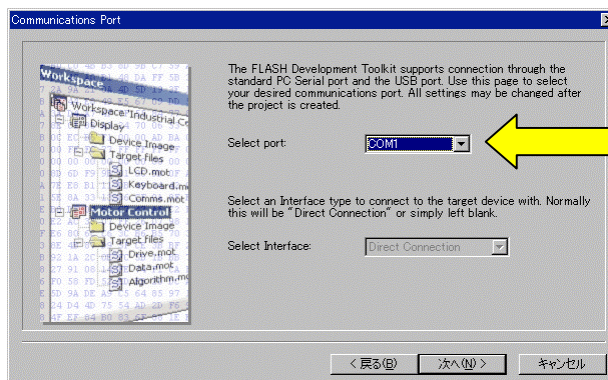 Communications Port
Workspace
Workspace 'Industrial Co
Display
Device Image
Target files
LCD.mot
Keyboard.m
Comms.mot
Motor Control
Device Image
Target files
Drive.mot
Data.mot
Algorithm.mo
The FLASH Development Toolkit supports connection through the
standard PC Serial port and the USB port. Use this page to select
your desired communications port. All settings may be changed after
the project is created.
Select port:
COM1
Select an Interface type to connect to the target device with. Normally
this will be "Direct Connection" or simply left blank.
Select Interface:
Direct Connection
< 戻る(B)
次へ(N) >
キャンセル